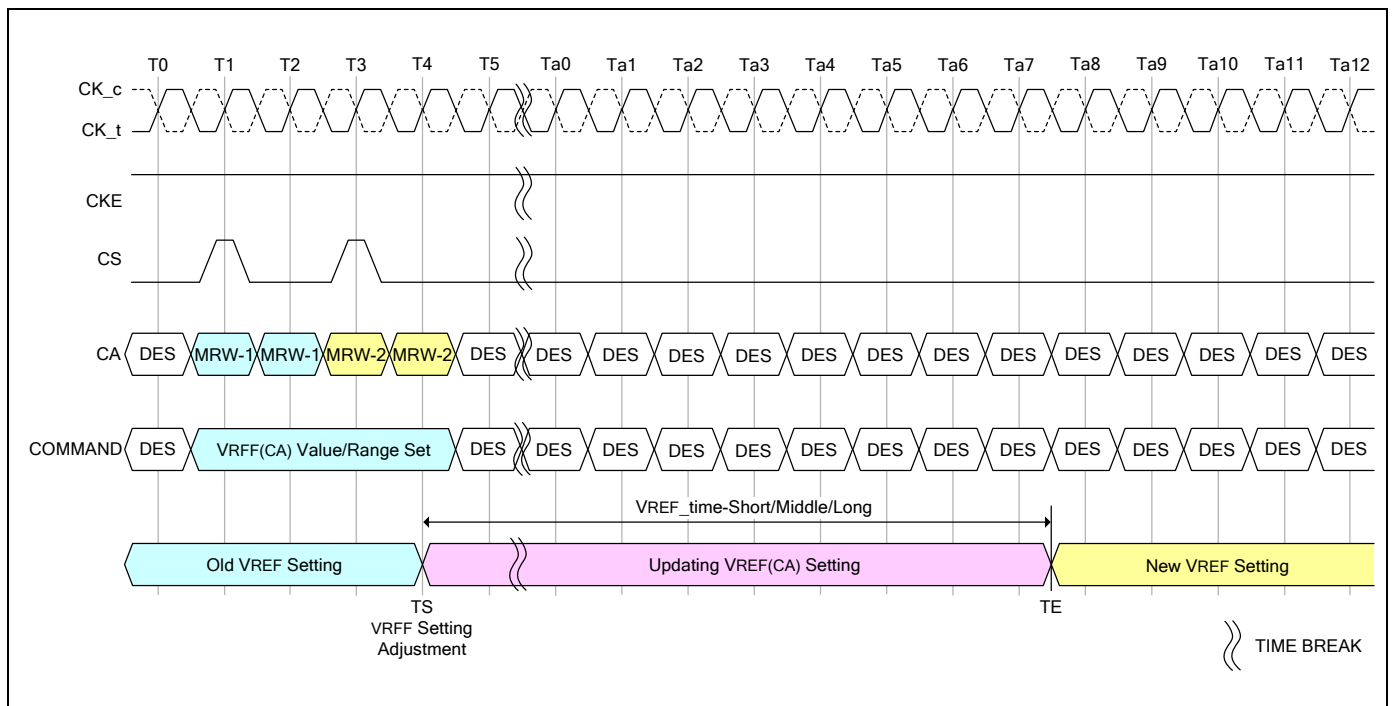 T0 T1 T2 T3 T4 T5 Ta0 Ta1 Ta2 Ta3 Ta4 Ta5 Ta6 Ta7 Ta8 Ta9 Ta10 Ta11 Ta12
CK_c
CK_t
CKE
CS
CA DES MRW-1 MRW-1 MRW-2 MRW-2 DES DES DES DES DES DES DES DES DES DES DES DES DES DES
COMMAND DES VRFF(CA) Value/Range Set DES DES DES DES DES DES DES DES DES DES DES DES DES DES
VREF_time-Short/Middle/Long
Old VREF Setting Updating VREF(CA) Setting New VREF Setting
TS TE
VRFF Setting
Adjustment
TIME BREAK